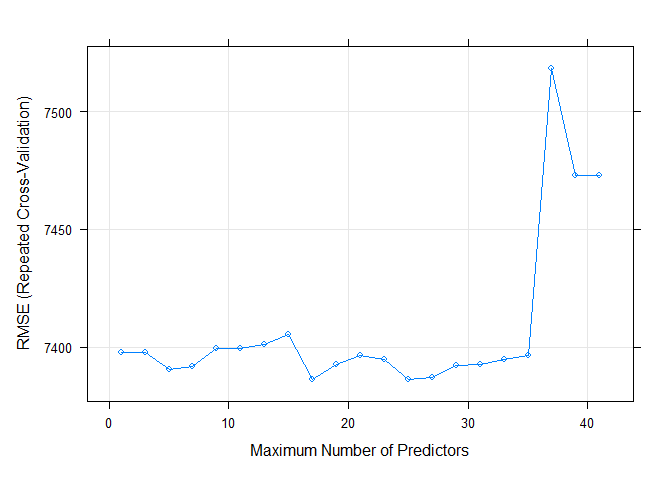 RMSE (Repeated Cross-Validation)
7500
7450
7400
0 10 20 30 40
Maximum Number of Predictors